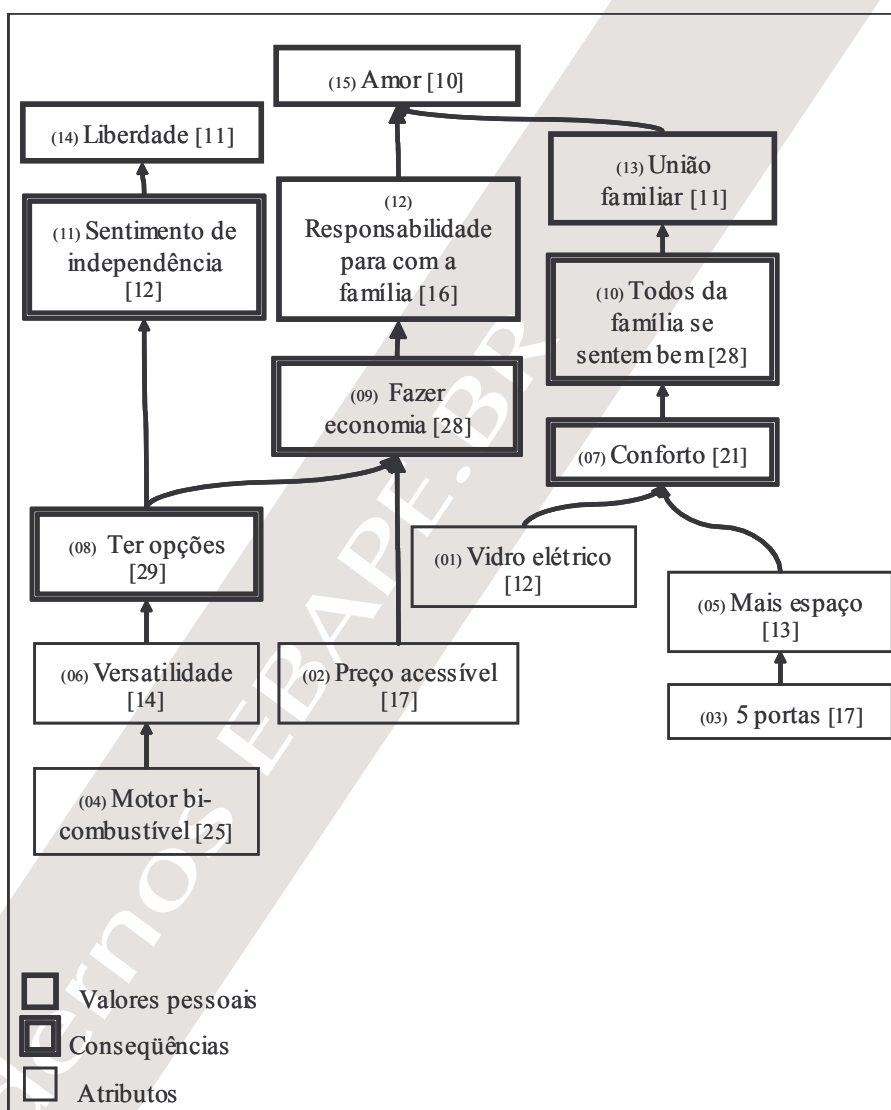 (15) Amor [10]
(14) Liberdade [11]
(13) União
familiar [11]
(12)
Responsabilidade
para com a
família [16]
(11) Sentimento de
independência
[12]
(10) Todos da
família se
sentem bem [28]
(09) Fazer
economia [28]
(07) Conforto [21]
(08) Ter opções
[29]
(01) Vidro elétrico
[12]
(05) Mais espaço
[13]
(06) Versatilidade
[14]
(02) Preço acessível
[17]
(03) 5 portas [17]
(04) Motor bi-
combustível [25]
Valores pessoais
Conseqüências
Atributos
dernos EBAPE.BR